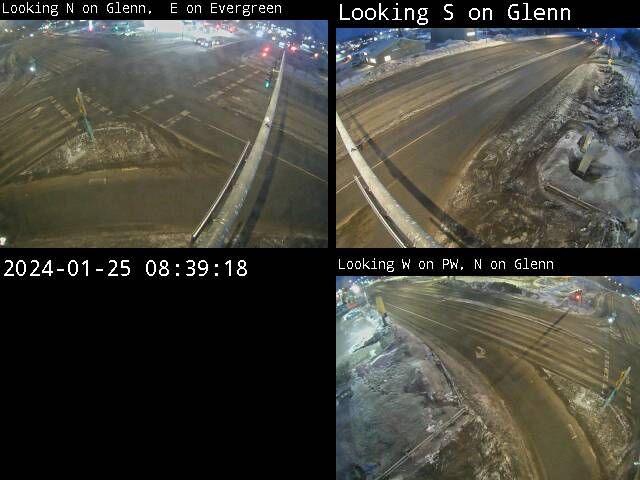 Looking N on Glenn,  E on Evergreen
Looking S on Glenn
2024-01-25 08:39:18
Looking W on PW, N on Glenn